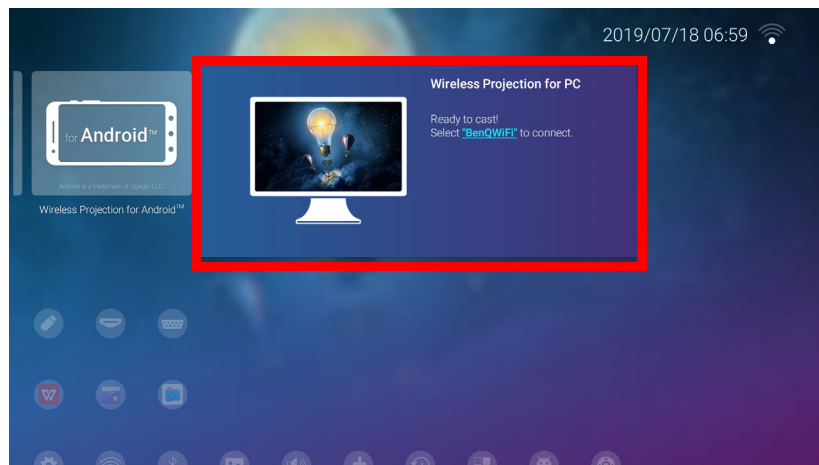 2019/07/18 06:59
Wireless Projection for PC
Ready to cast!
Select "BenQWiFi" to connect.
for Android™
Android is a trademark of Google LLC.
Wireless Projection for Android™
W